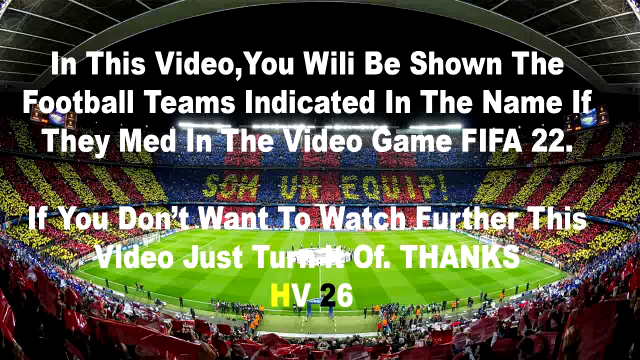 In This Video,You Wili Be Shown The
Football Teams Indicated In The Name If
They Med In The Video Game FIFA 22.
SOM UN EQUIP!
If You Don't Want To Watch Further This
Video Just Turn It Of. THANKS
HV 26